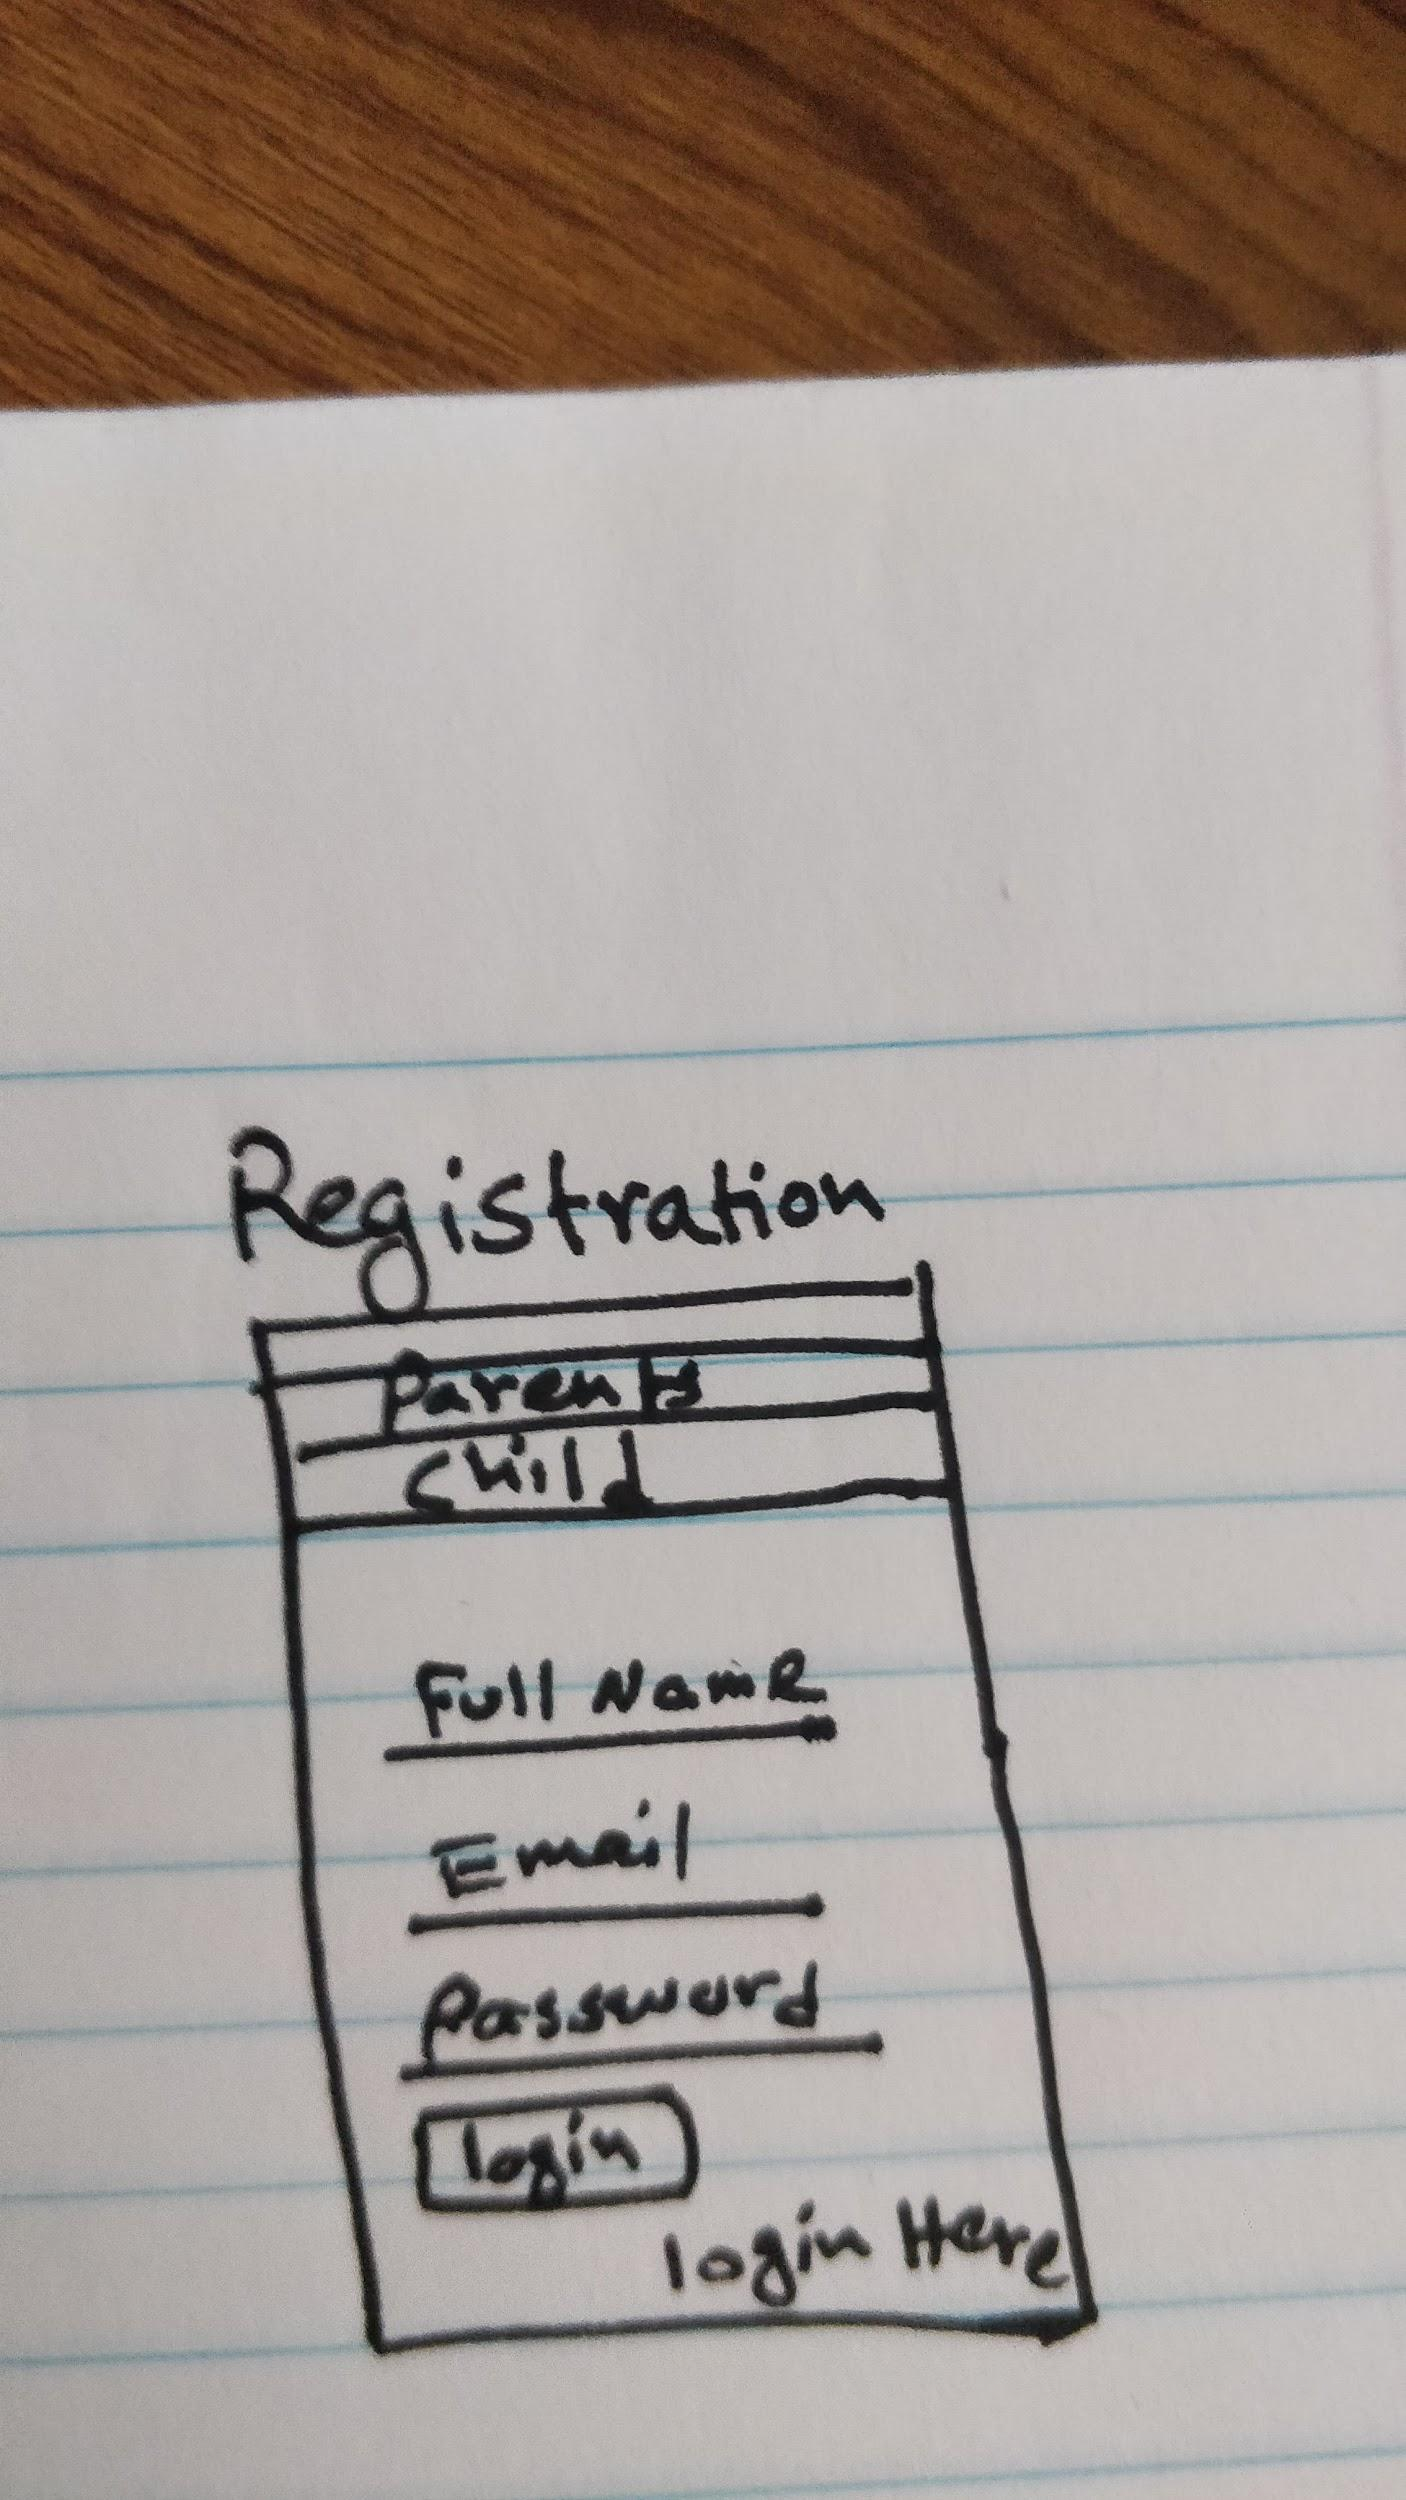 Registration
Parents
Child
Full Name
Email
Password
login
login Here